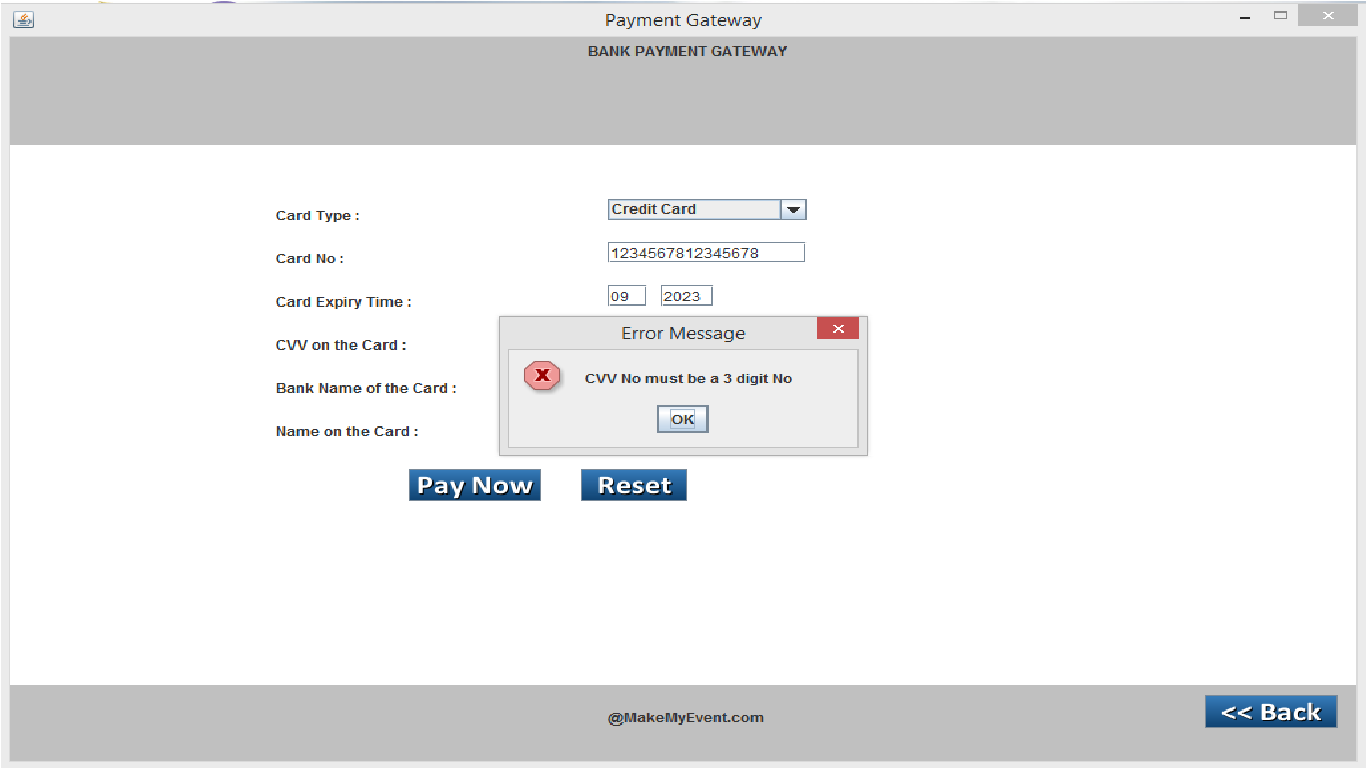 Payment Gateway
BANK PAYMENT GATEWAY
Card Type :
Credit Card
Card No :
1234567812345678
Card Expiry Time :
09 2023
CVV on the Card :
Bank Name of the Card :
Name on the Card :
Error Message
CVV No must be a 3 digit No
OK
Pay Now Reset
@MakeMyEvent.com
<< Back